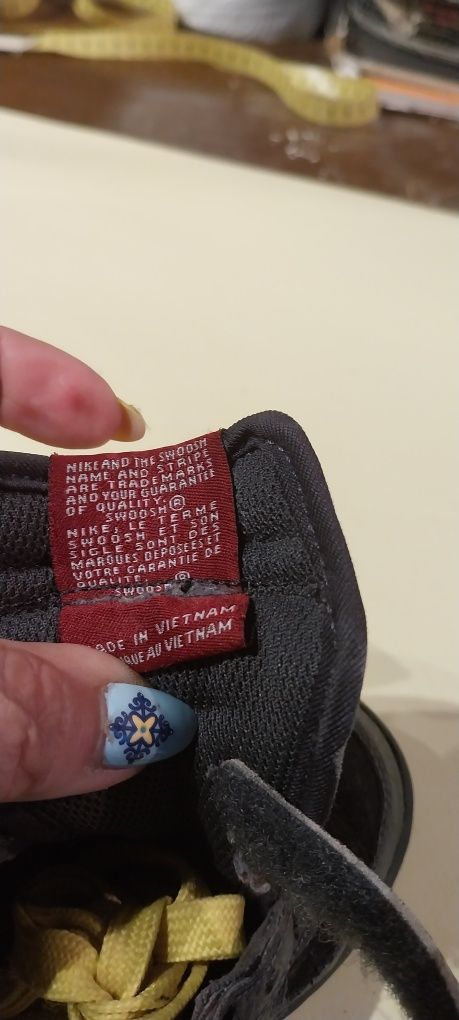 NIKE AND THE SWOOSH
NAME AND STRIPE
ARE TRADEMARKS
AND YOUR GUARANTEE
OF QUALITY.
SWOOSH®
NIKE, LE TERME
SWOOSH ET SON
SIGLE SONT DES
MARQUES DEPOSEES ET
VOTRE GARANTIE DE
QUALITE.
SWOOSH®
ADE IN VIETNAM
IQUE AU VIETNAM